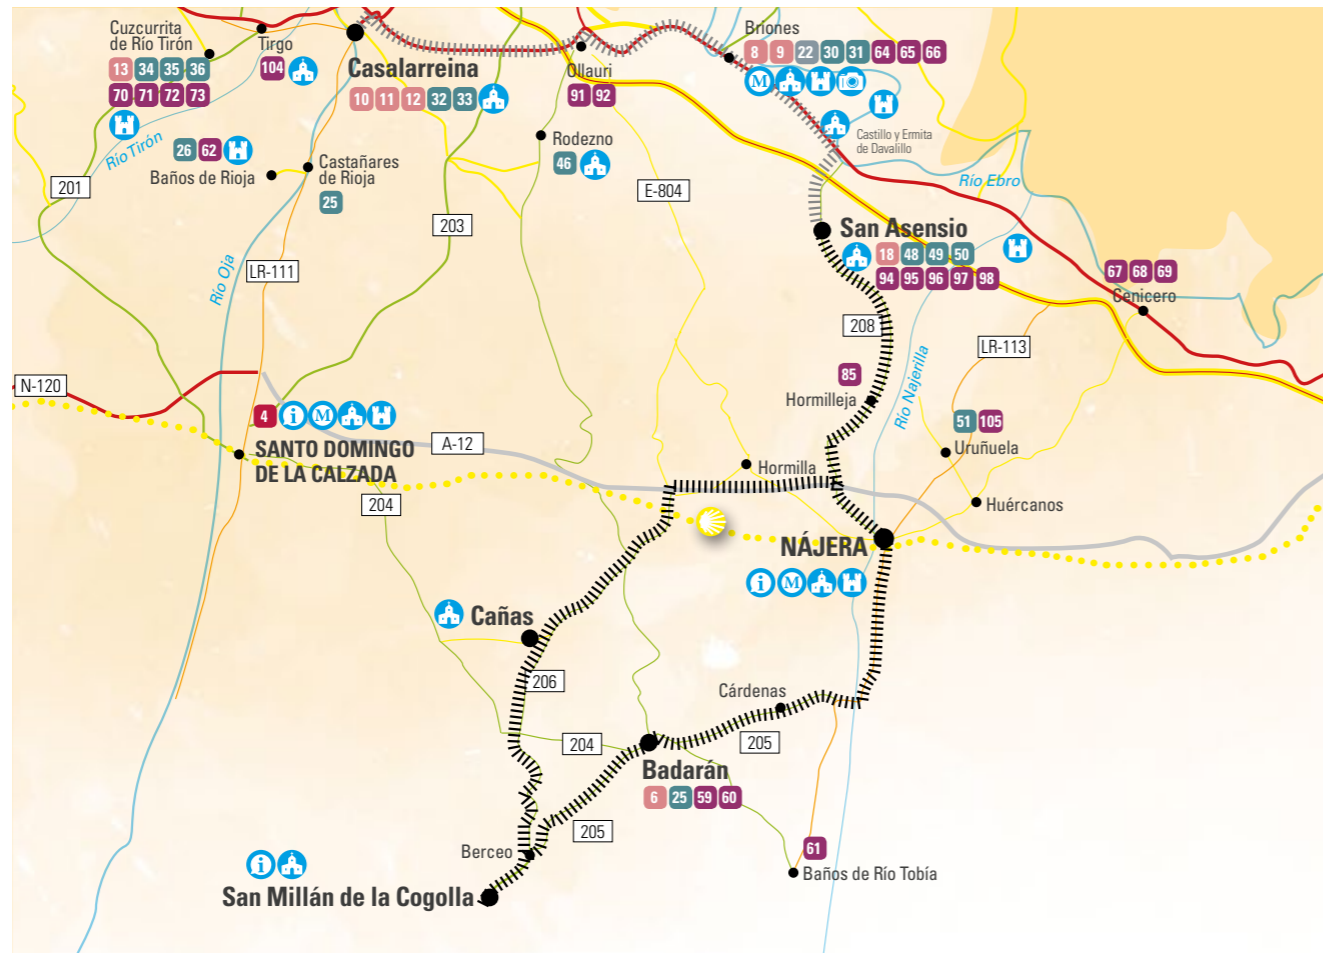 Cuzcurrita
de Río Tirón
13 34 35 36
70 71 72 73
Tirgo
104
Casalarreina
10 11 12 32 33
Ollauri
91 92
Briones
8 9 22 30 31 64 65 66
M
Castillo y Ermita
de Davalillo
Río Tirón
26 62
Baños de Rioja
Castañares
de Rioja
25
Rodezno
46
201
203
E-804
Río Ebro
San Asensio
18 48 49 50
94 95 96 97 98
67 68 69
Cenicero
Río Oja
LR-111
208
LR-113
Río Najerilla
N-120
85
Hormilleja
4 i M
SANTO DOMINGO
DE LA CALZADA
A-12
51 105
Uruñuela
Hormilla
204
Huércanos
NÁJERA
i M
Cañas
206
Cárdenas
204
205
Badarán
6 25 59 60
205
Berceo
61
Baños de Río Tobía
i
San Millán de la Cogolla